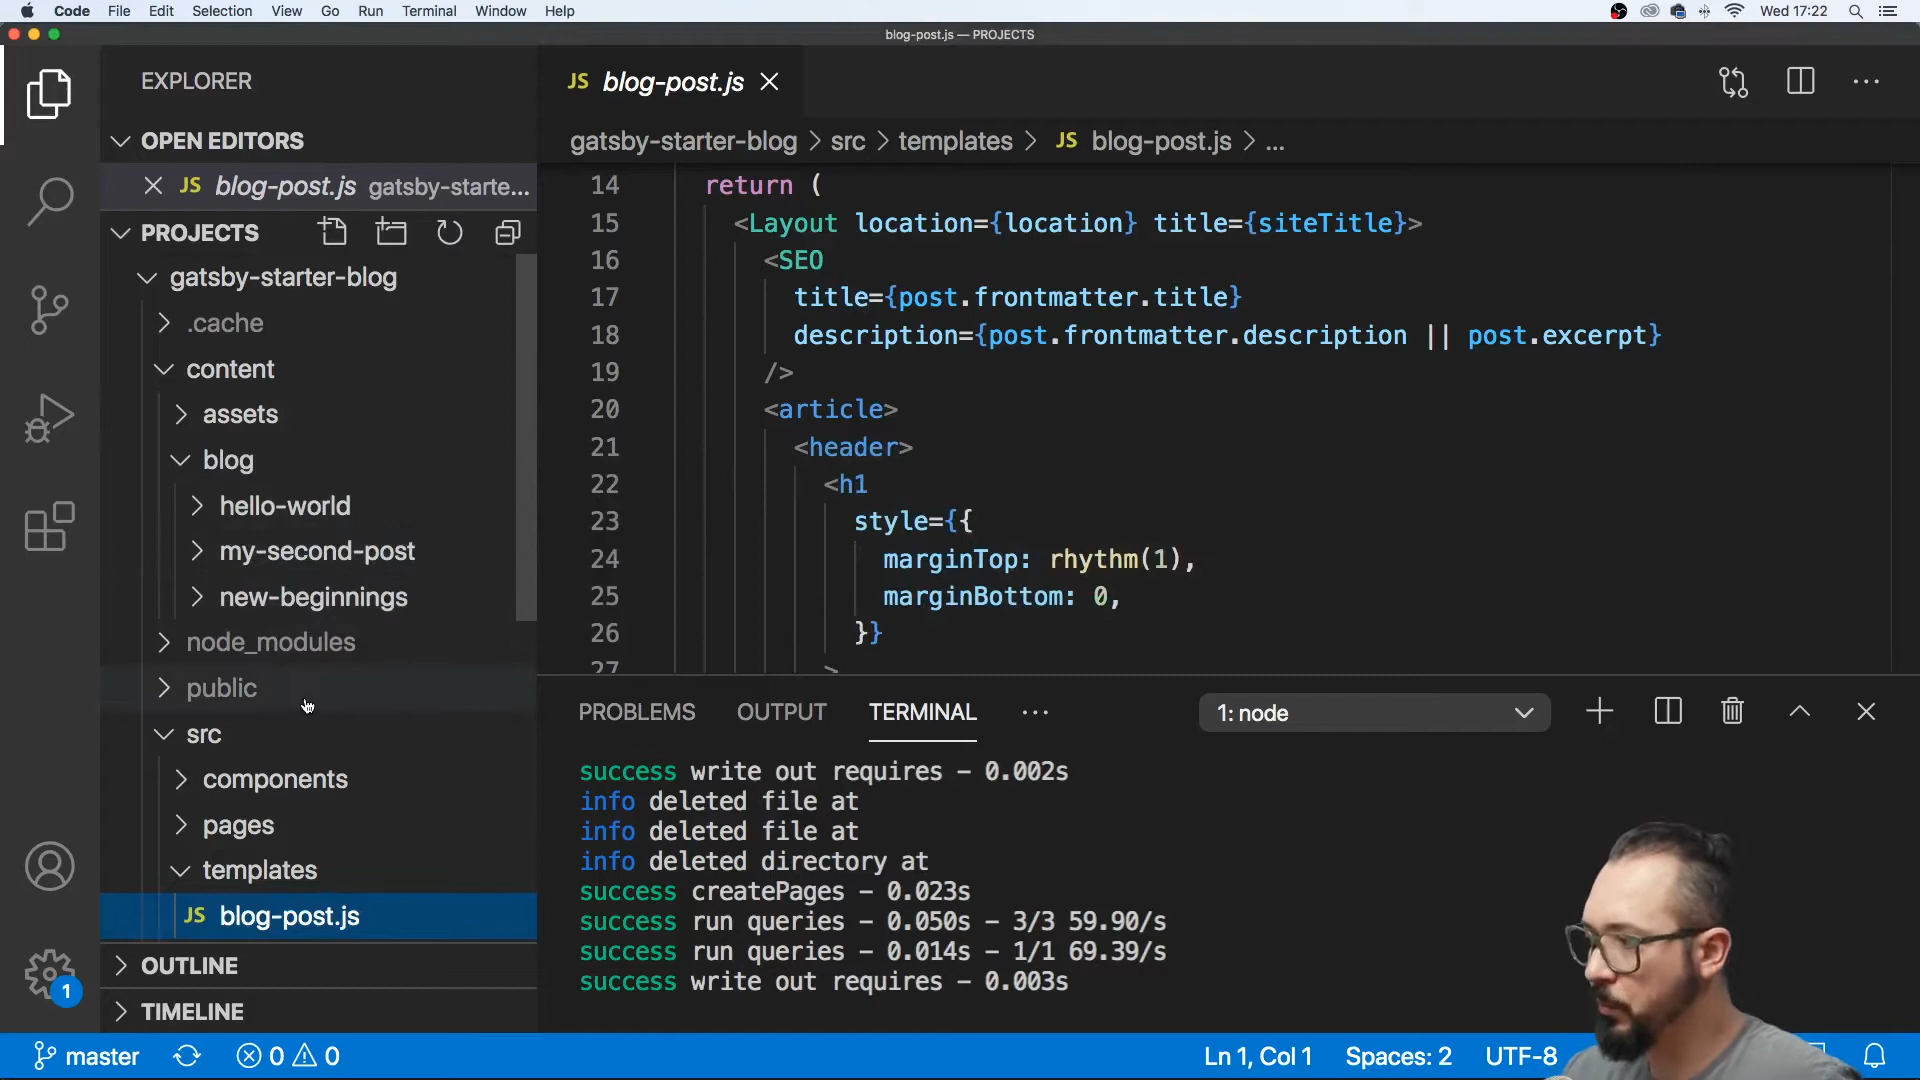 Code File Edit Selection View Go Run Terminal Window Help
Wed 17:22
blog-post.js — PROJECTS
EXPLORER
OPEN EDITORS
JS blog-post.js gatsby-starte...
PROJECTS
gatsby-starter-blog
.cache
content
assets
blog
hello-world
my-second-post
new-beginnings
node_modules
public
src
components
pages
templates
JS blog-post.js
OUTLINE
TIMELINE
1
JS blog-post.js
gatsby-starter-blog > src > templates > JS blog-post.js > ...
14 return (
15 <Layout location={location} title={siteTitle}>
16 <SEO
17 title={post.frontmatter.title}
18 description={post.frontmatter.description || post.excerpt}
19 />
20 <article>
21 <header>
22 <h1
23 style={{
24 marginTop: rhythm(1),
25 marginBottom: 0,
26 }}
27 >
PROBLEMS OUTPUT TERMINAL ... 1: node
success write out requires – 0.002s
info deleted file at
info deleted file at
info deleted directory at
success createPages – 0.023s
success run queries – 0.050s – 3/3 59.90/s
success run queries – 0.014s – 1/1 69.39/s
success write out requires – 0.003s
master 0 0 Ln 1, Col 1 Spaces: 2 UTF-8